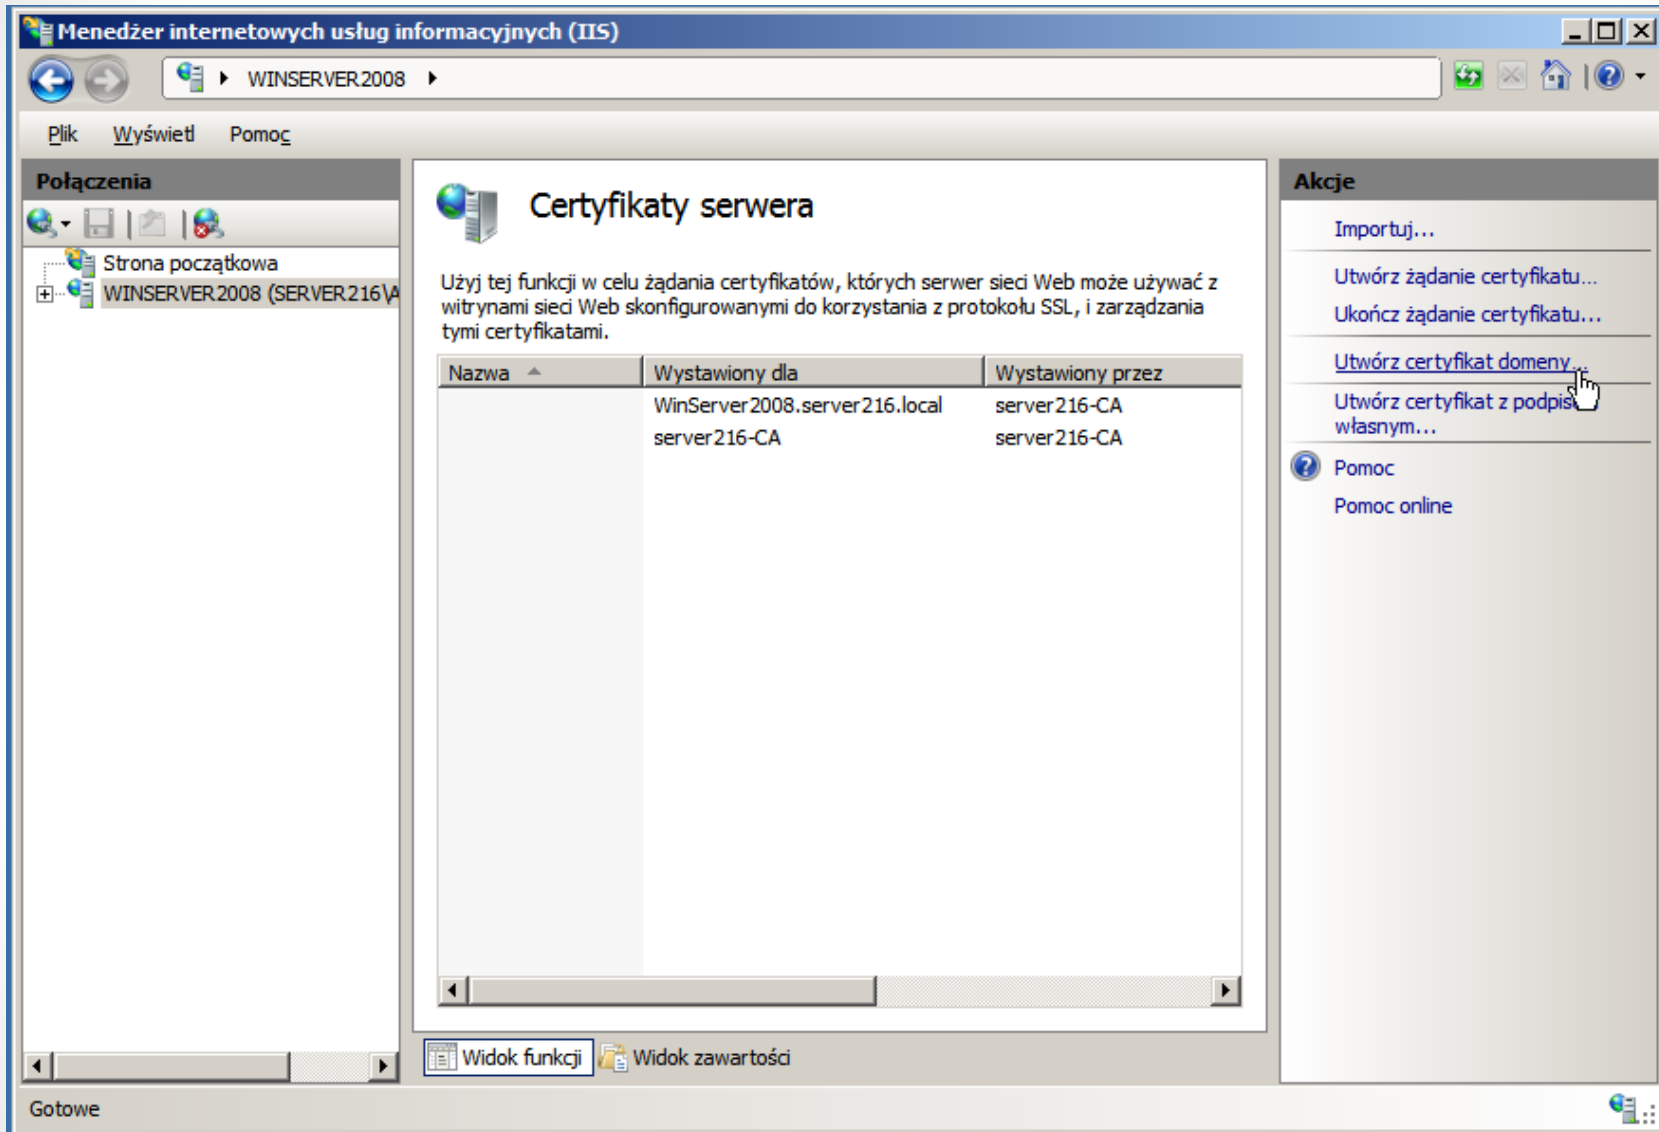 Menedżer internetowych usług informacyjnych (IIS)
WINSERVER2008
Plik Wyświetl Pomoc
Połączenia
Strona początkowa
WINSERVER2008 (SERVER216\A
Certyfikaty serwera
Użyj tej funkcji w celu żądania certyfikatów, których serwer sieci Web może używać z
witrynami sieci Web skonfigurowanymi do korzystania z protokołu SSL, i zarządzania
tymi certyfikatami.
Nazwa Wystawiony dla Wystawiony przez
WinServer2008.server216.local server216-CA
server216-CA server216-CA
Widok funkcji Widok zawartości
Akcje
Importuj...
Utwórz żądanie certyfikatu...
Ukończ żądanie certyfikatu...
Utwórz certyfikat domeny...
Utwórz certyfikat z
własnym...
Pomoc
Pomoc online
Gotowe